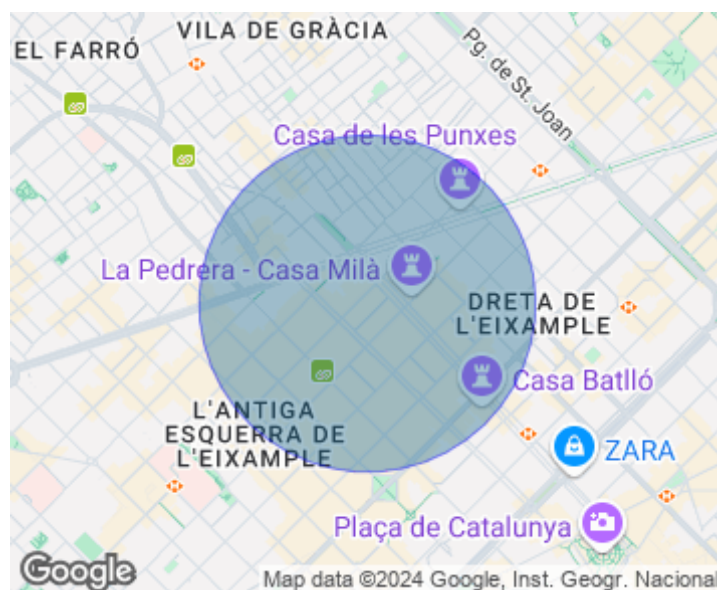 VILA DE GRÀCIA
EL FARRÓ
Pg. de St. Joan
Casa de les Punxes
La Pedrera - Casa Milà
DRETA DE
L'EIXAMPLE
Casa Batlló
L'ANTIGA
ESQUERRA DE
L'EIXAMPLE
ZARA
Plaça de Catalunya
Google
Map data ©2024 Google, Inst. Geogr. Nacional